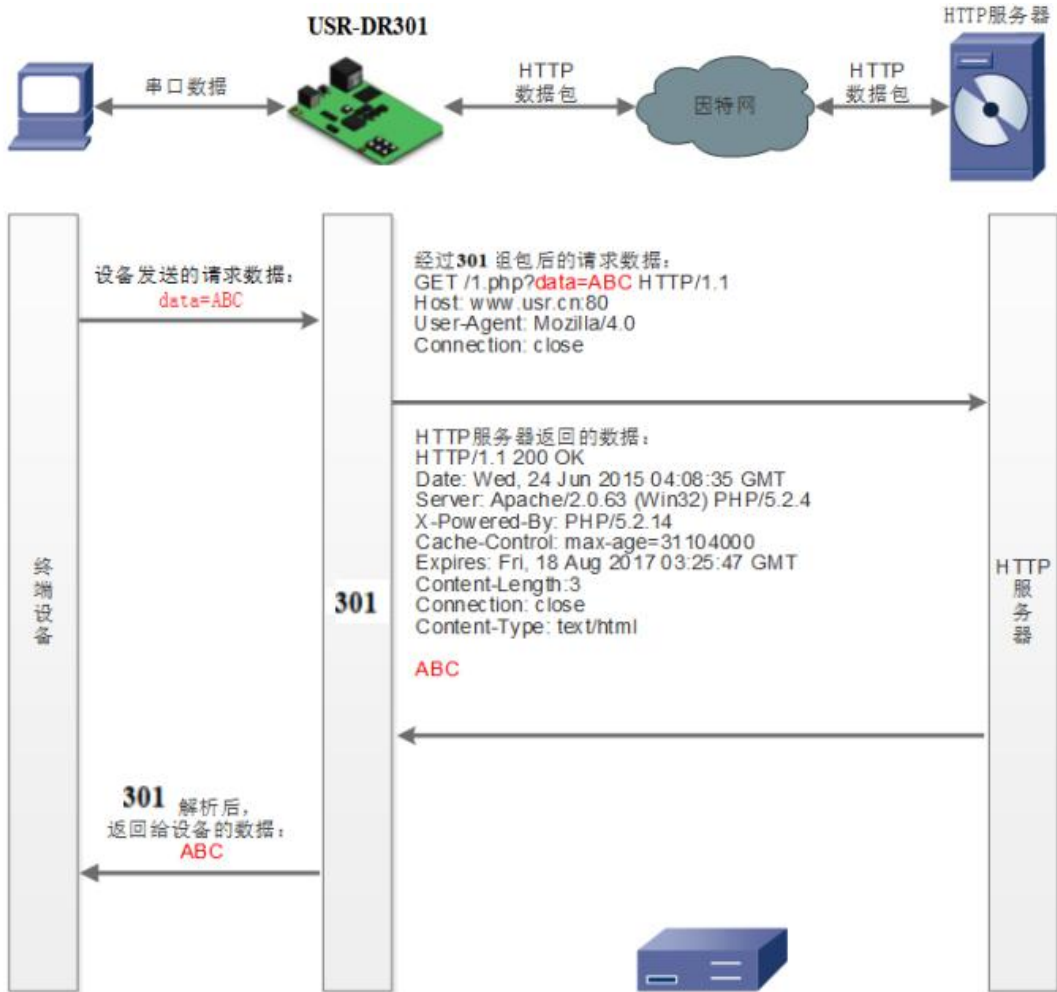 USR-DR301
HTTP服务器
串口数据
HTTP
数据包
因特网
HTTP
数据包
设备发送的请求数据：
data=ABC
经过301 组包后的请求数据：
GET /1.php?data=ABC HTTP/1.1
Host: www.usr.cn:80
User-Agent: Mozilla/4.0
Connection: close
HTTP服务器返回的数据：
HTTP/1.1 200 OK
Date: Wed, 24 Jun 2015 04:08:35 GMT
Server: Apache/2.0.63 (Win32) PHP/5.2.4
X-Powered-By: PHP/5.2.14
Cache-Control: max-age=31104000
Expires: Fri, 18 Aug 2017 03:25:47 GMT
Content-Length:3
Connection: close
Content-Type: text/html
ABC
终
端
设
备
301
HTTP
服
务
器
301 解析后，
返回给设备的数据：
ABC